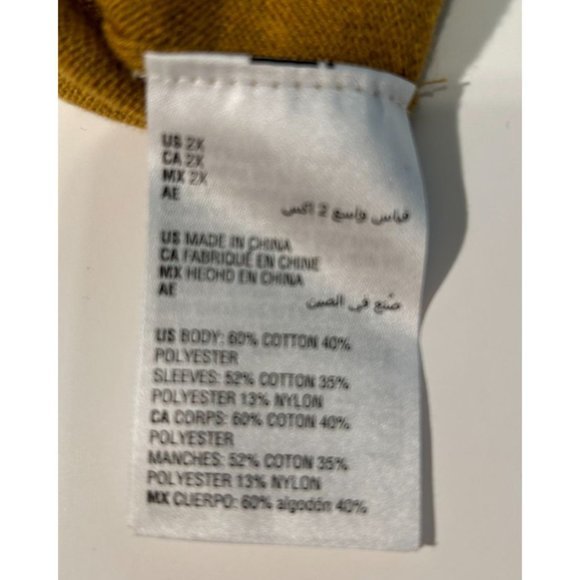 US 2X
CA 2X
MX 2X
AE
قياس واسع 2 اكس
US MADE IN CHINA
CA FABRIQUÉ EN CHINE
MX HECHO EN CHINA
AE
صُنع في الصين
US BODY: 60% COTTON 40%
POLYESTER
SLEEVES: 52% COTTON 35%
POLYESTER 13% NYLON
CA CORPS: 60% COTON 40%
POLYESTER
MANCHES: 52% COTON 35%
POLYESTER 13% NYLON
MX CUERPO: 60% algodón 40%